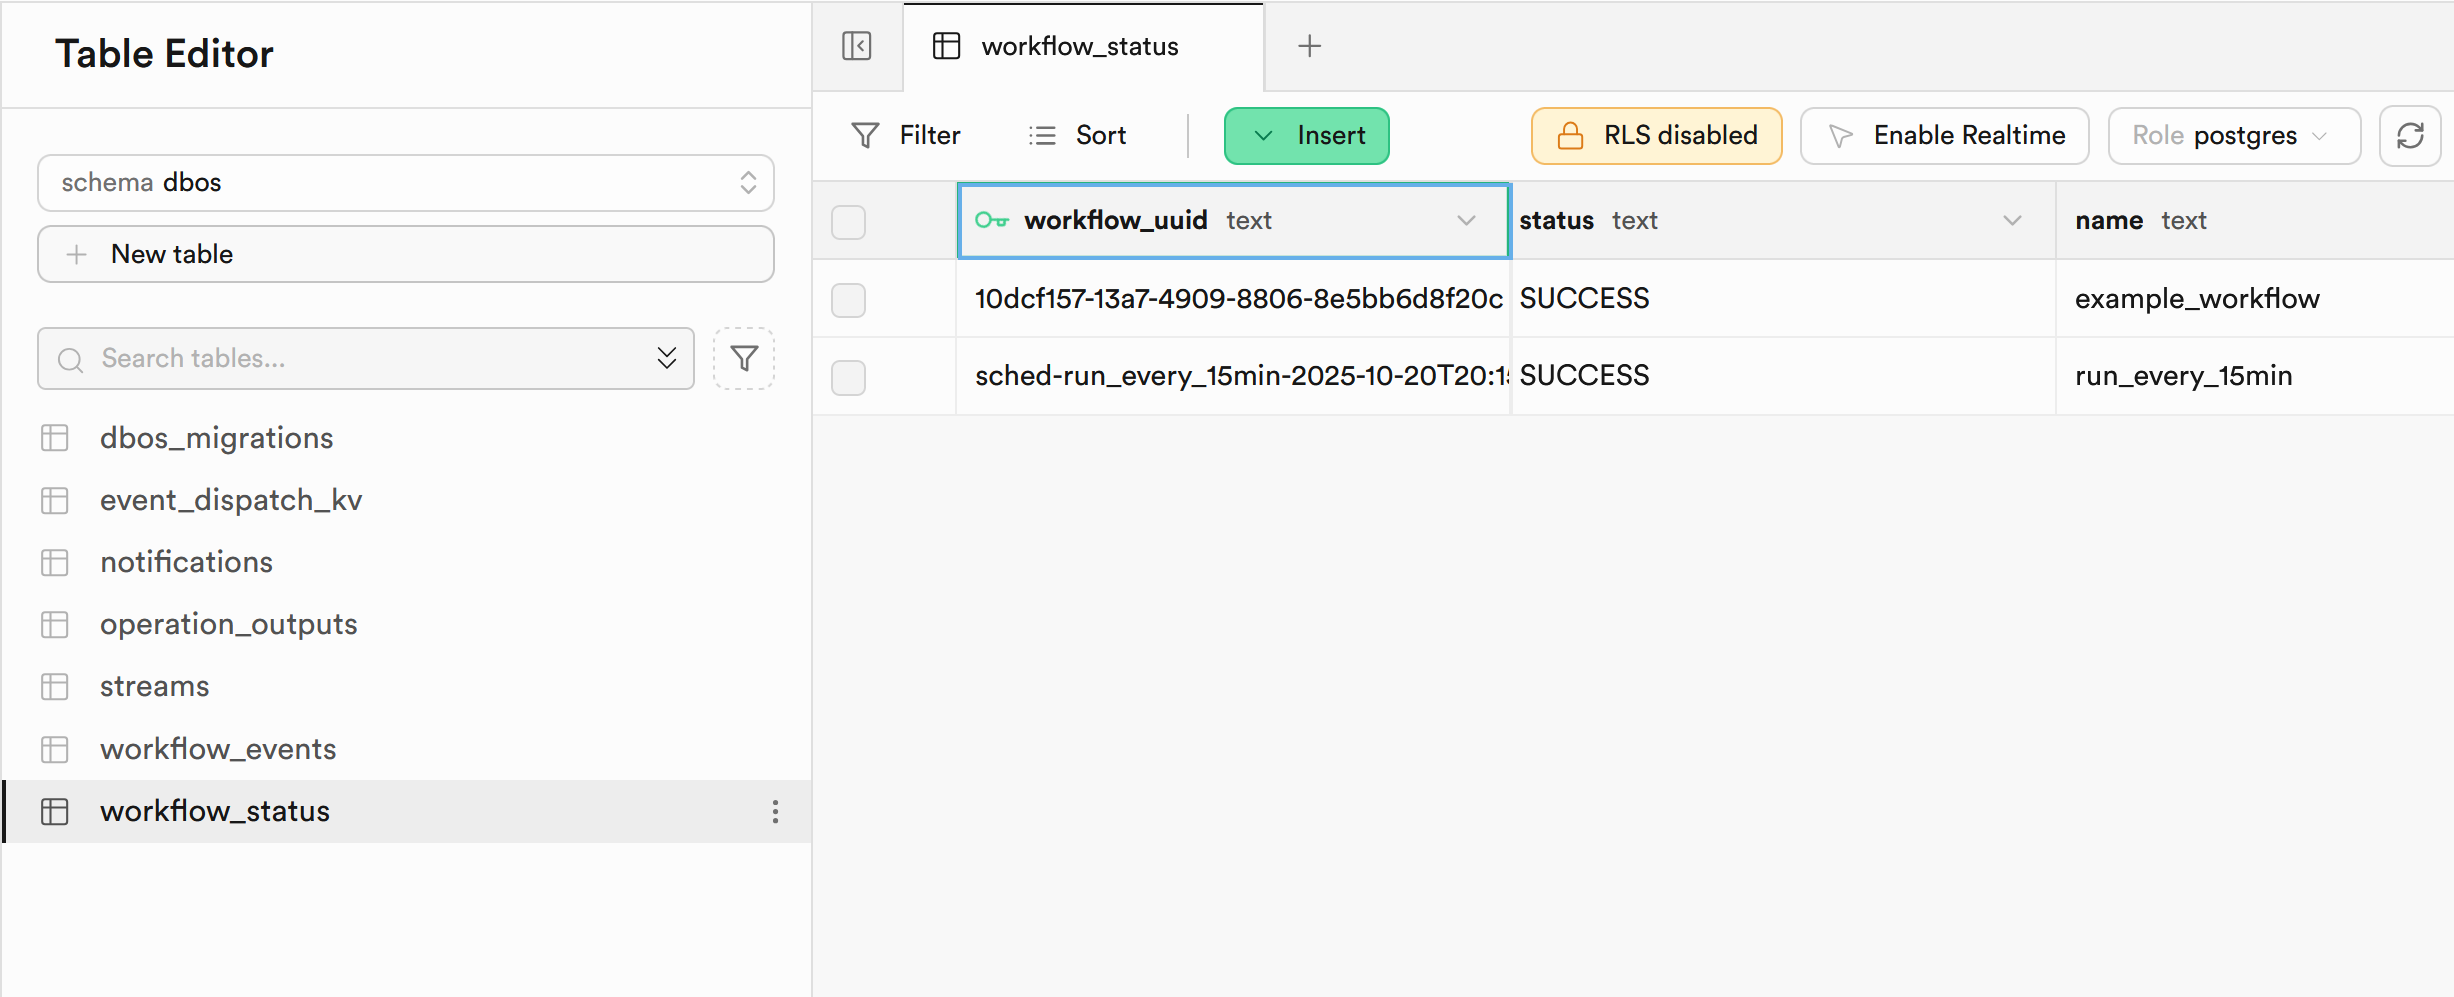 Table Editor
schema dbos
New table
Search tables...
dbos_migrations
event_dispatch_kv
notifications
operation_outputs
streams
workflow_events
workflow_status
workflow_status
Filter Sort Insert RLS disabled Enable Realtime Role postgres
workflow_uuid text status text name text
10dcf157-13a7-4909-8806-8e5bb6d8f20c SUCCESS example_workflow
sched-run_every_15min-2025-10-20T20:15 SUCCESS run_every_15min